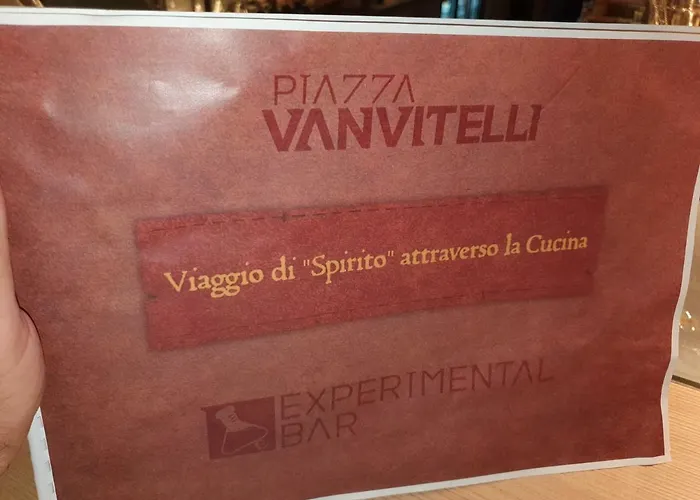 PIAZZA
VANVITELLI
Viaggio di "Spirito" attraverso la Cucina
EXPERIMENTAL
BAR